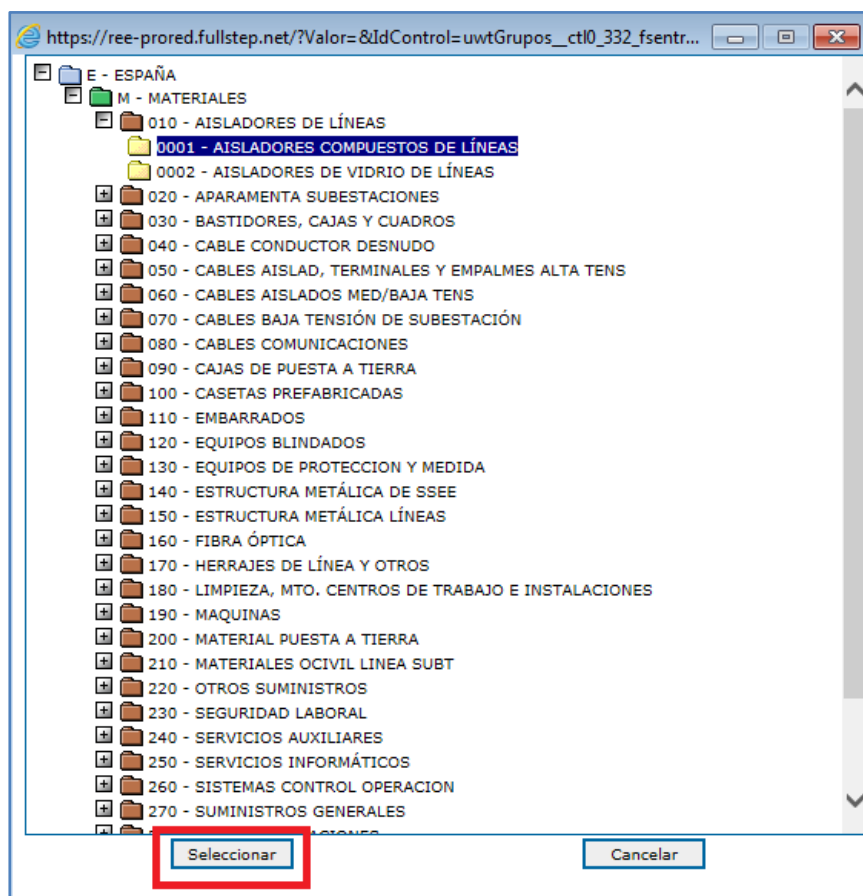 https://ree-prored.fullstep.net/?Valor=&IdControl=uwtGrupos__ctl0_332_fsentr...
E - ESPAÑA
M - MATERIALES
010 - AISLADORES DE LÍNEAS
0001 - AISLADORES COMPUESTOS DE LÍNEAS
0002 - AISLADORES DE VIDRIO DE LÍNEAS
020 - APARAMENTA SUBESTACIONES
030 - BASTIDORES, CAJAS Y CUADROS
040 - CABLE CONDUCTOR DESNUDO
050 - CABLES AISLAD, TERMINALES Y EMPALMES ALTA TENS
060 - CABLES AISLADOS MED/BAJA TENS
070 - CABLES BAJA TENSIÓN DE SUBESTACIÓN
080 - CABLES COMUNICACIONES
090 - CAJAS DE PUESTA A TIERRA
100 - CASETAS PREFABRICADAS
110 - EMBARRADOS
120 - EQUIPOS BLINDADOS
130 - EQUIPOS DE PROTECCION Y MEDIDA
140 - ESTRUCTURA METÁLICA DE SSEE
150 - ESTRUCTURA METÁLICA LÍNEAS
160 - FIBRA ÓPTICA
170 - HERRAJES DE LÍNEA Y OTROS
180 - LIMPIEZA, MTO. CENTROS DE TRABAJO E INSTALACIONES
190 - MAQUINAS
200 - MATERIAL PUESTA A TIERRA
210 - MATERIALES OCIVIL LINEA SUBT
220 - OTROS SUMINISTROS
230 - SEGURIDAD LABORAL
240 - SERVICIOS AUXILIARES
250 - SERVICIOS INFORMÁTICOS
260 - SISTEMAS CONTROL OPERACION
270 - SUMINISTROS GENERALES
Seleccionar Cancelar